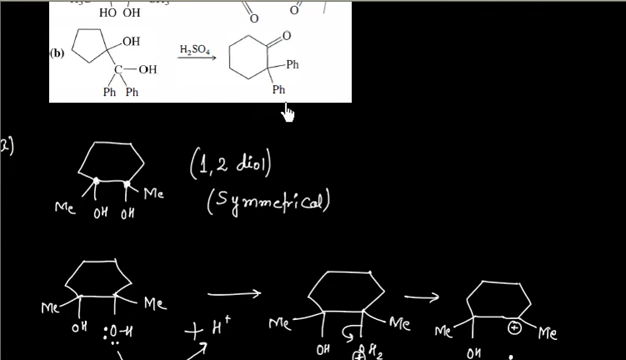 HO OH
O
O
(b)
OH
C—OH
Ph Ph
H₂SO₄
O
Ph
Ph
a)
Me
OH OH
Me
(1,2 diol)
(Symmetrical)
Me
OH
:Ö-H
Me
+ H⁺
Me
OH
⊕OH₂
Me
Me
OH
⊕
Me